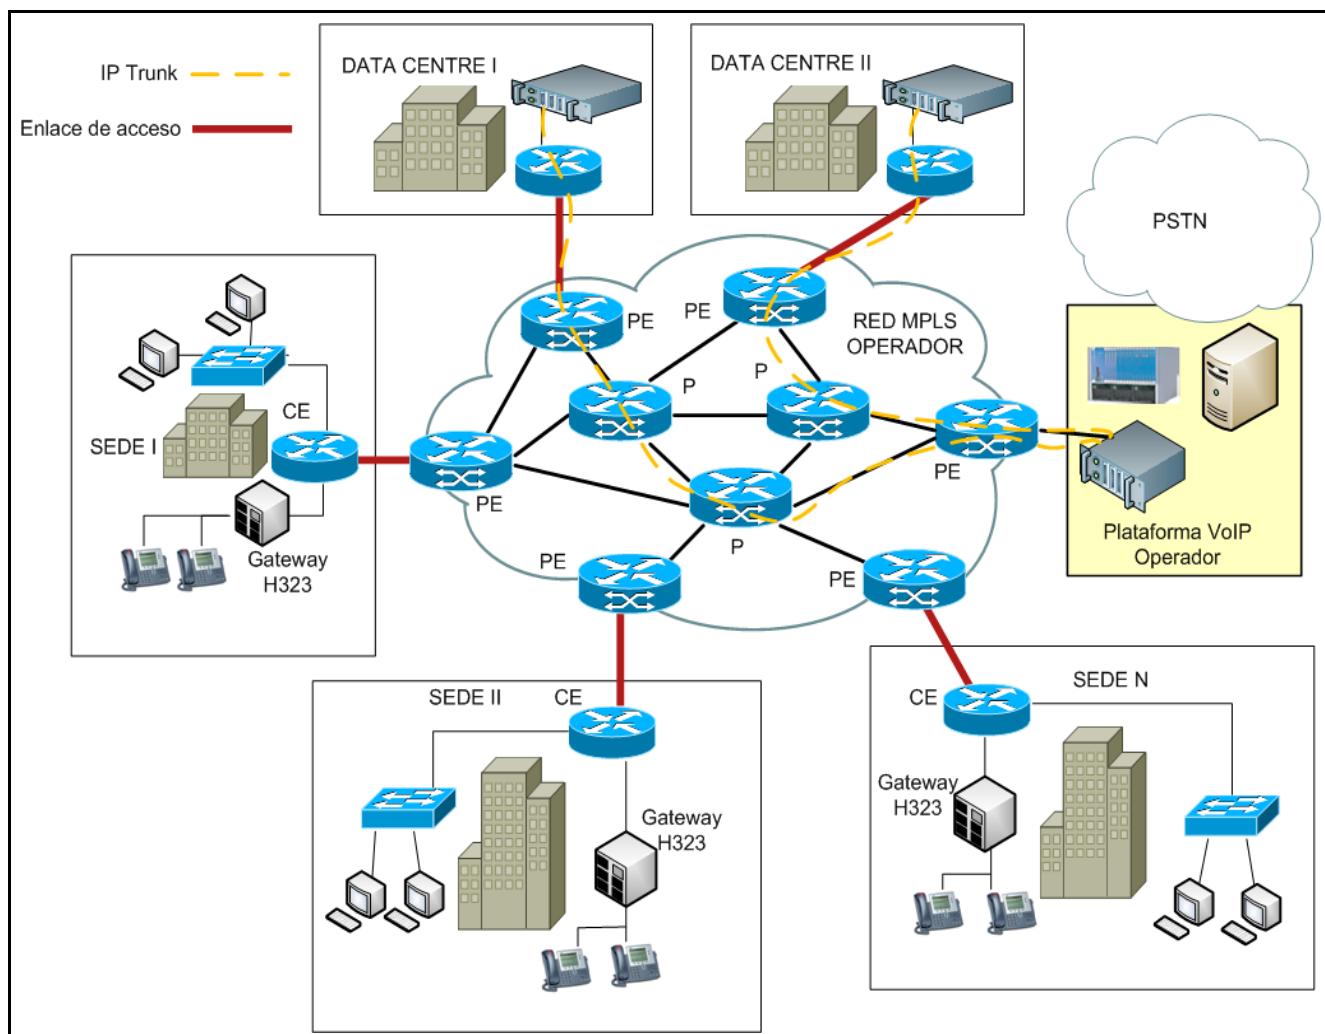 IP Trunk
Enlace de acceso
DATA CENTRE I
DATA CENTRE II
PSTN
PE
PE
RED MPLS
OPERADOR
P
P
CE
SEDE I
PE
PE
Gateway
H323
P
PE
PE
Plataforma VoIP
Operador
SEDE II
CE
CE
SEDE N
Gateway
H323
Gateway
H323